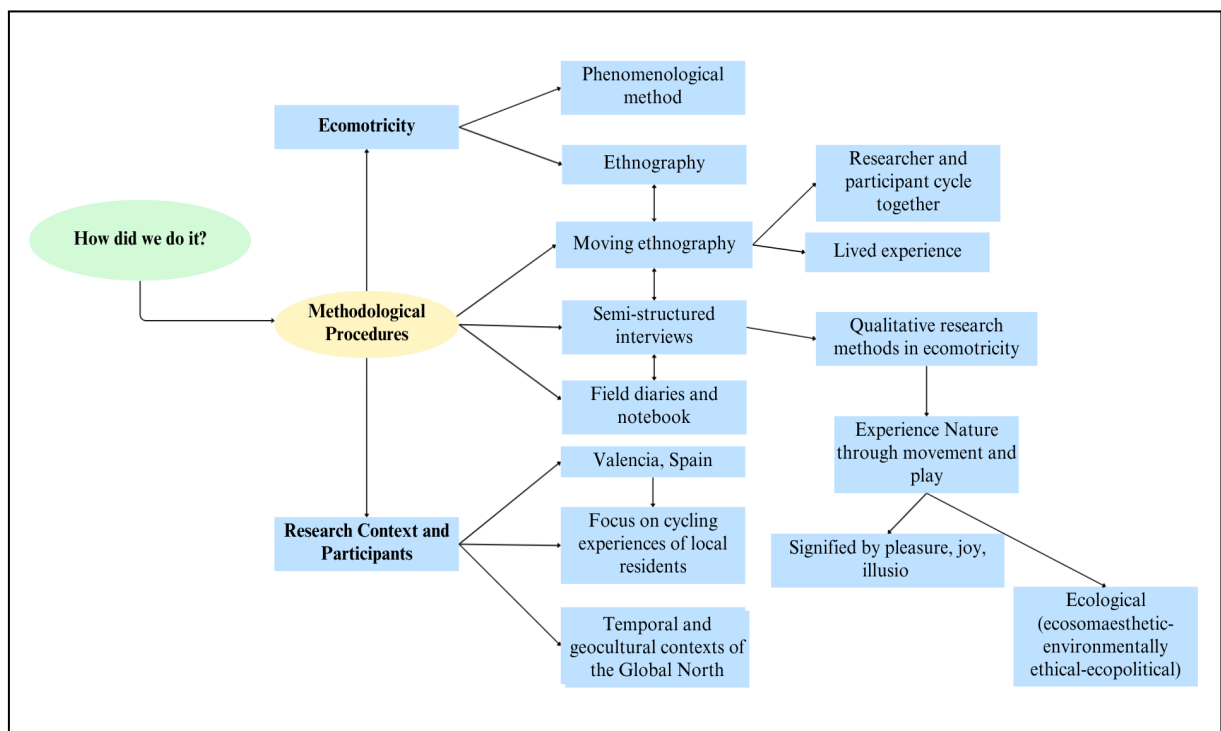 How did we do it?
Methodological
Procedures
Ecomotricity
Phenomenological
method
Ethnography
Moving ethnography
Researcher and
participant cycle
together
Lived experience
Semi-structured
interviews
Field diaries and
notebook
Qualitative research
methods in ecomotricity
Experience Nature
through movement and
play
Signified by pleasure, joy,
illusio
Ecological
(ecosomaesthetic-
environmentally
ethical-ecopolitical)
Research Context and
Participants
Valencia, Spain
Focus on cycling
experiences of local
residents
Temporal and
geocultural contexts of
the Global North